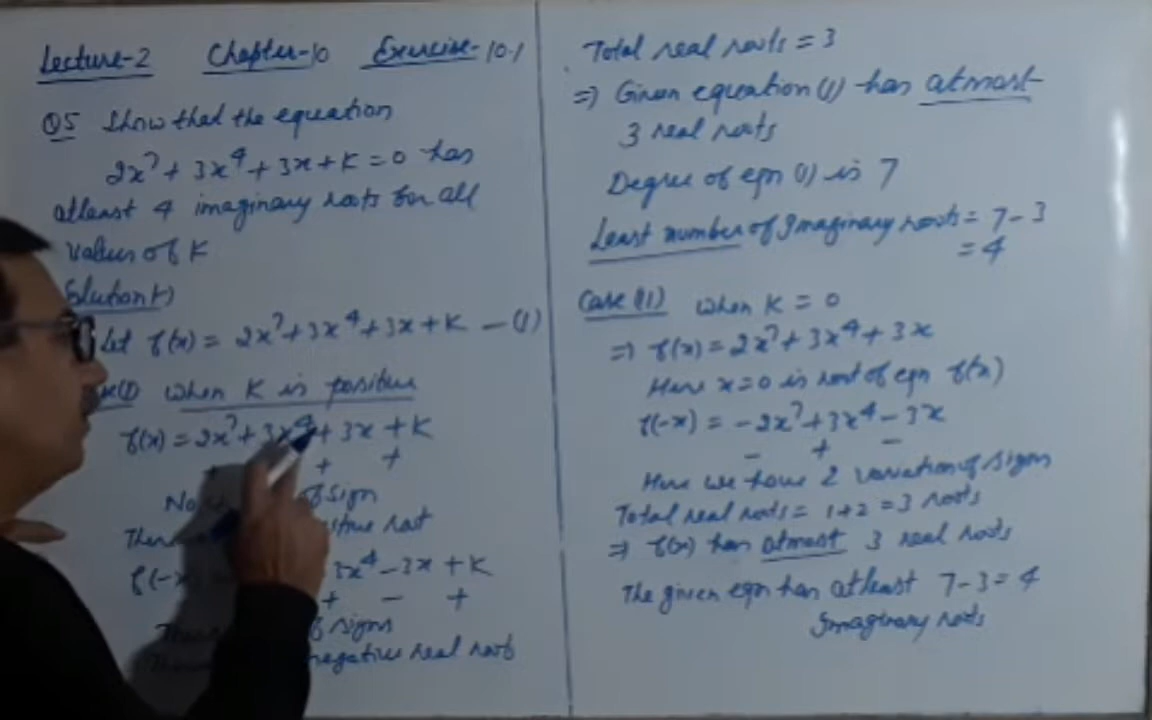 Lecture-2 Chapter-10 Exercise-10.1
Q5 Show that the equation
2x⁷ + 3x⁴ + 3x + K = 0 has
atleast 4 imaginary roots for all
values of K
Solution
Let f(x) = 2x⁷ + 3x⁴ + 3x + K — (1)
when K is positive
f(x) = 2x⁷ + 3x⁴ + 3x + K
+ +
No of sign
root
f(- 3x⁴ - 3x + K
+ - +
of signs
negative real roots
Total real roots = 3
=> Given equation (1) has atmost
3 real roots
Degree of eqn (1) is 7
Least number of Imaginary roots = 7 - 3
= 4
Case (II) when K = 0
=> f(x) = 2x⁷ + 3x⁴ + 3x
Here x = 0 is root of eqn f(x)
f(-x) = - 2x⁷ + 3x⁴ - 3x
- + -
Here we have 2 variation of signs
Total real roots = 1 + 2 = 3 roots
=> f(x) has atmost 3 real roots
The given eqn has atleast 7 - 3 = 4
Imaginary roots